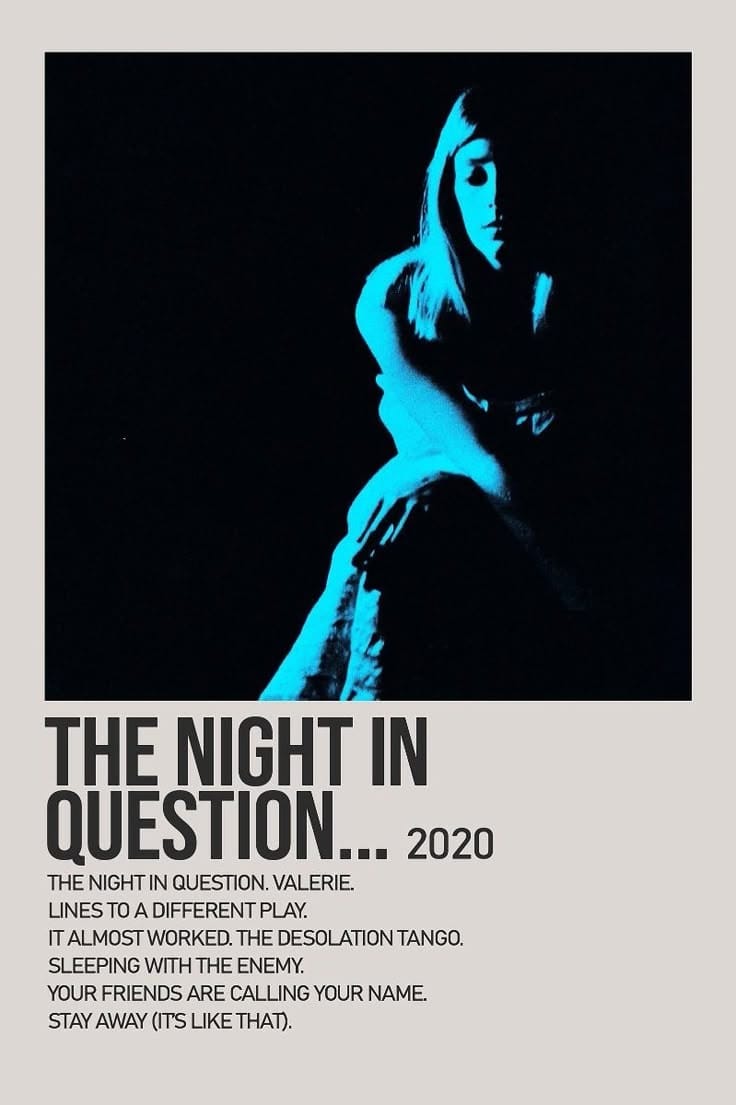 THE NIGHT IN
QUESTION... 2020
THE NIGHT IN QUESTION. VALERIE.
LINES TO A DIFFERENT PLAY.
IT ALMOST WORKED. THE DESOLATION TANGO.
SLEEPING WITH THE ENEMY.
YOUR FRIENDS ARE CALLING YOUR NAME.
STAY AWAY (IT'S LIKE THAT).